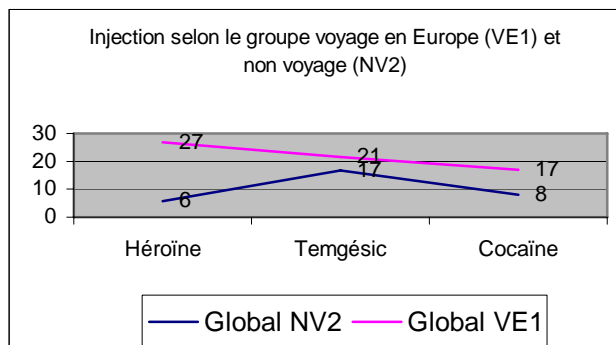 Injection selon le groupe voyage en Europe (VE1) et
non voyage (NV2)
30
20
10
0
27
21
17
6
17
8
Héroïne Temgésic Cocaïne
Global NV2 Global VE1